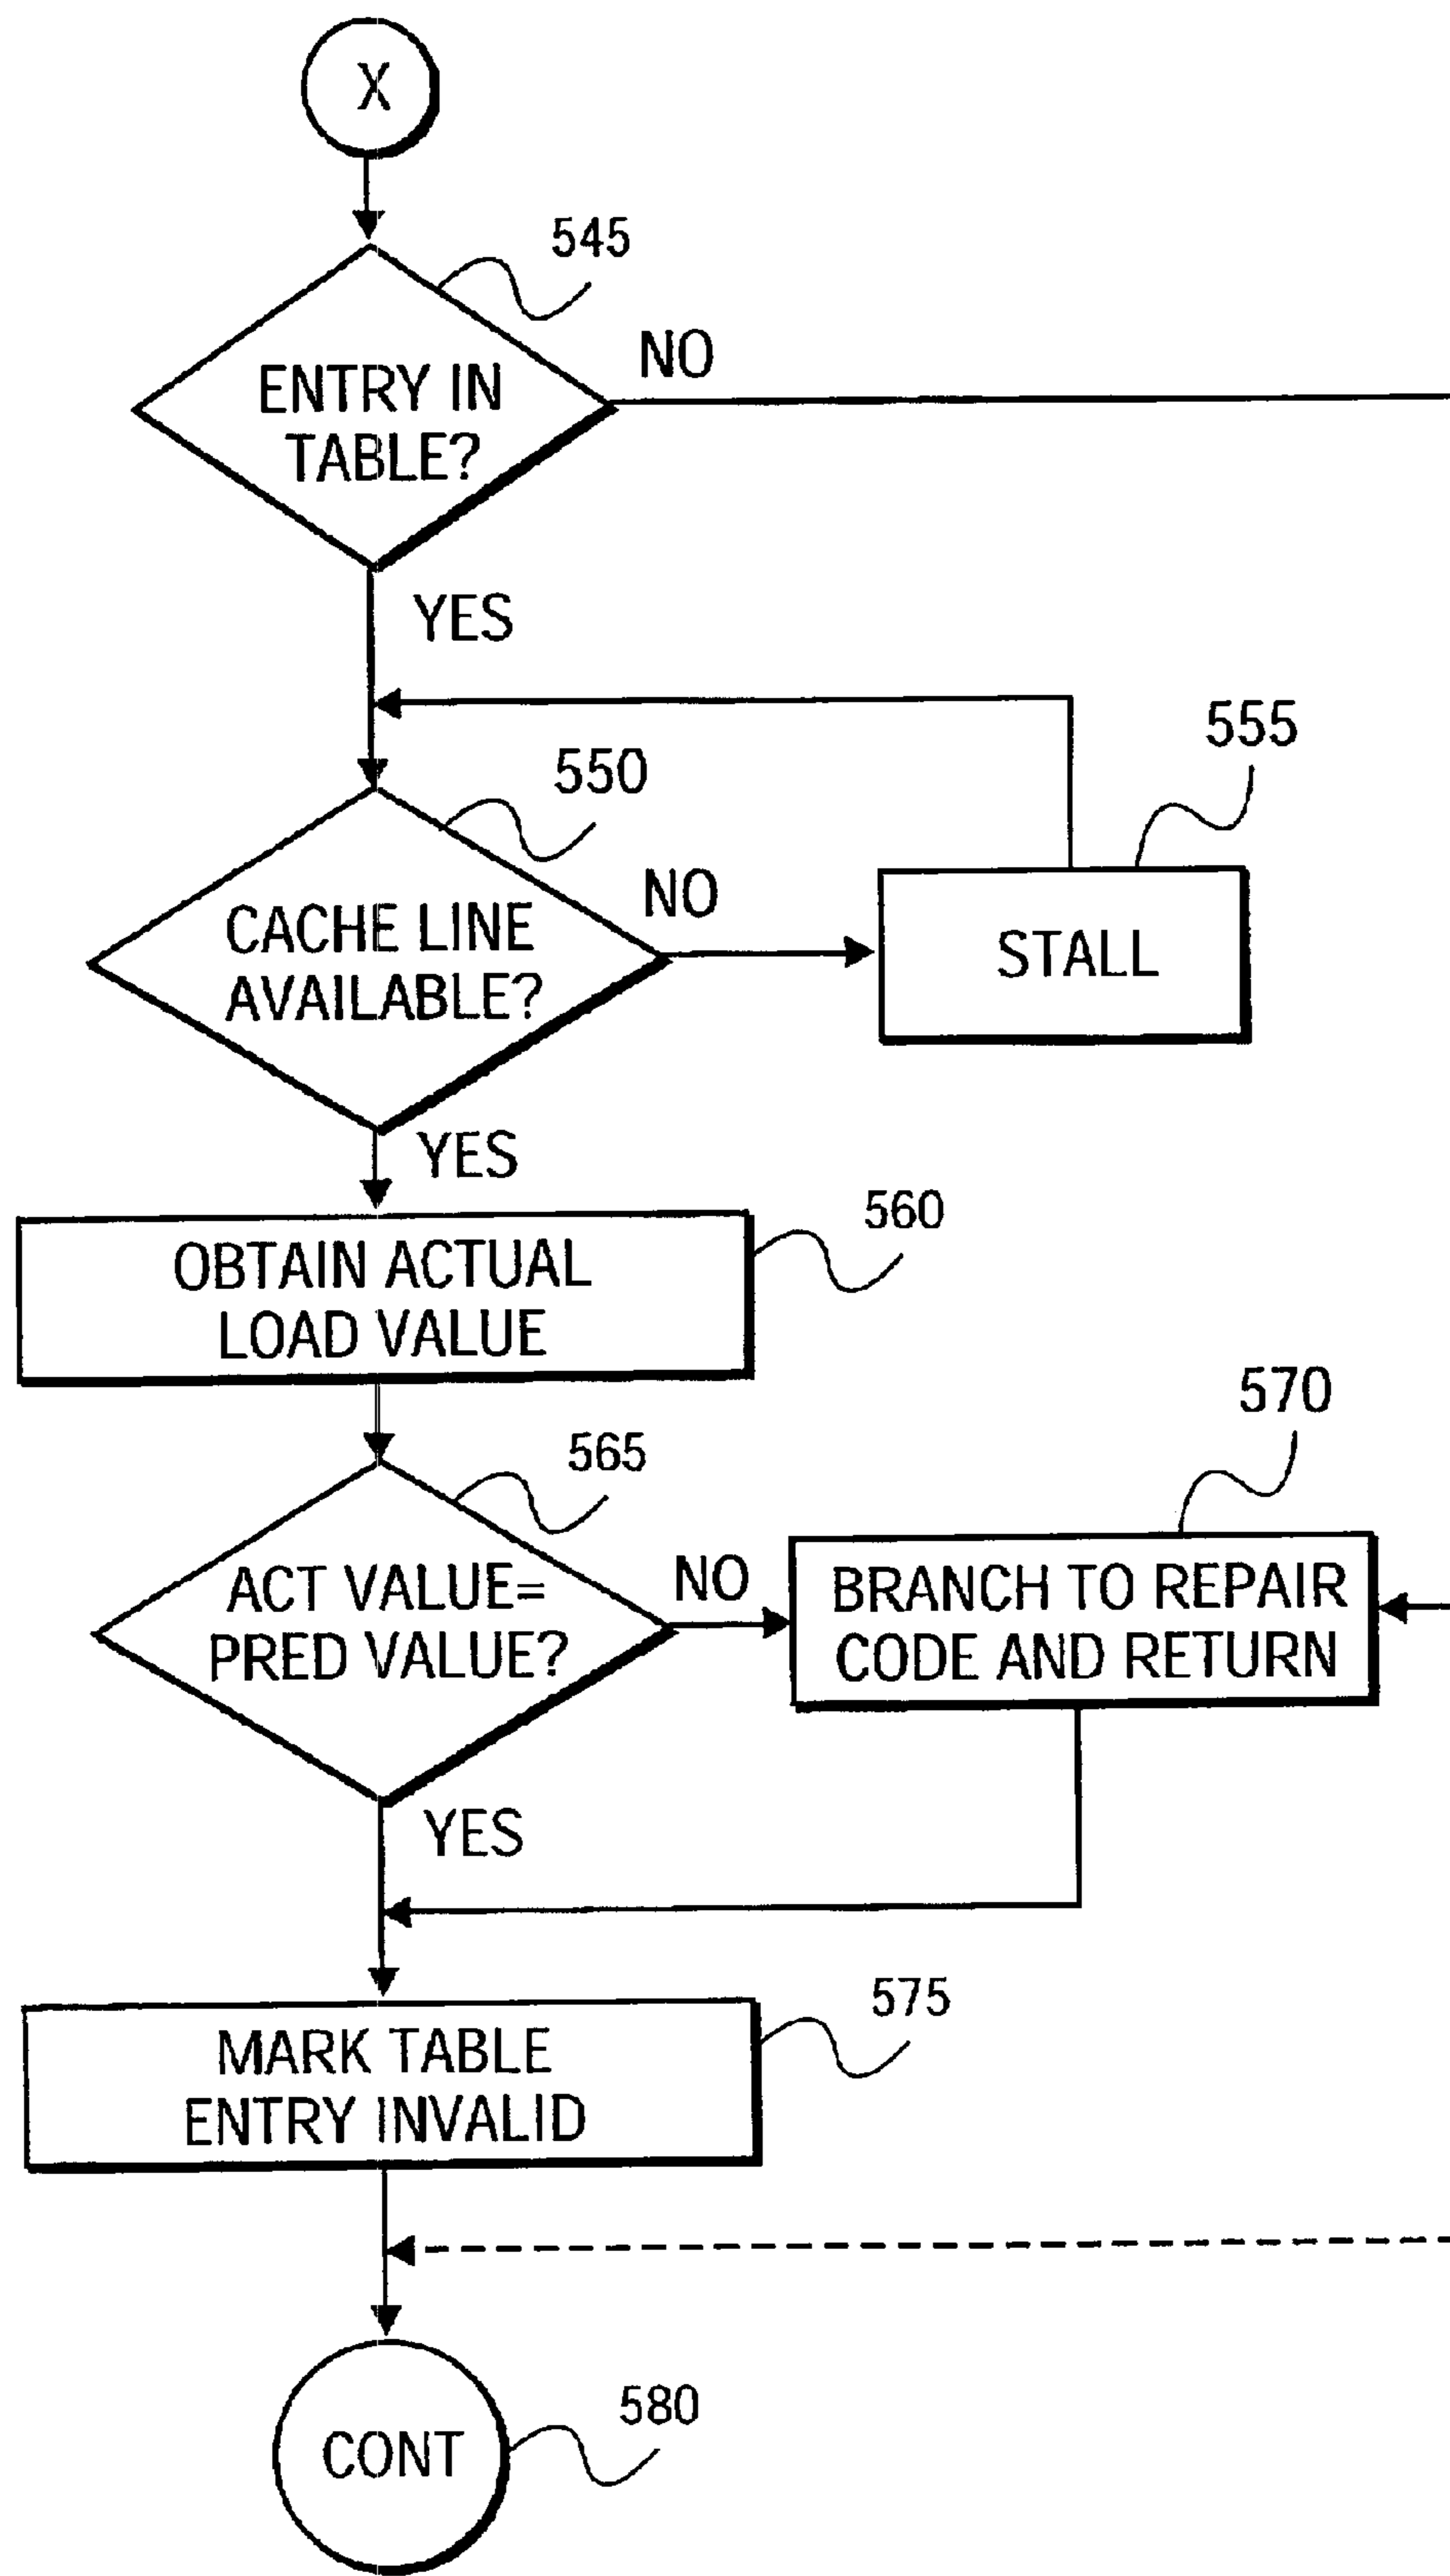 X
545
ENTRY IN
TABLE?
NO
YES
555
550
CACHE LINE
AVAILABLE?
NO
STALL
YES
560
OBTAIN ACTUAL
LOAD VALUE
570
565
ACT VALUE=
PRED VALUE?
NO
BRANCH TO REPAIR
CODE AND RETURN
YES
575
MARK TABLE
ENTRY INVALID
580
CONT